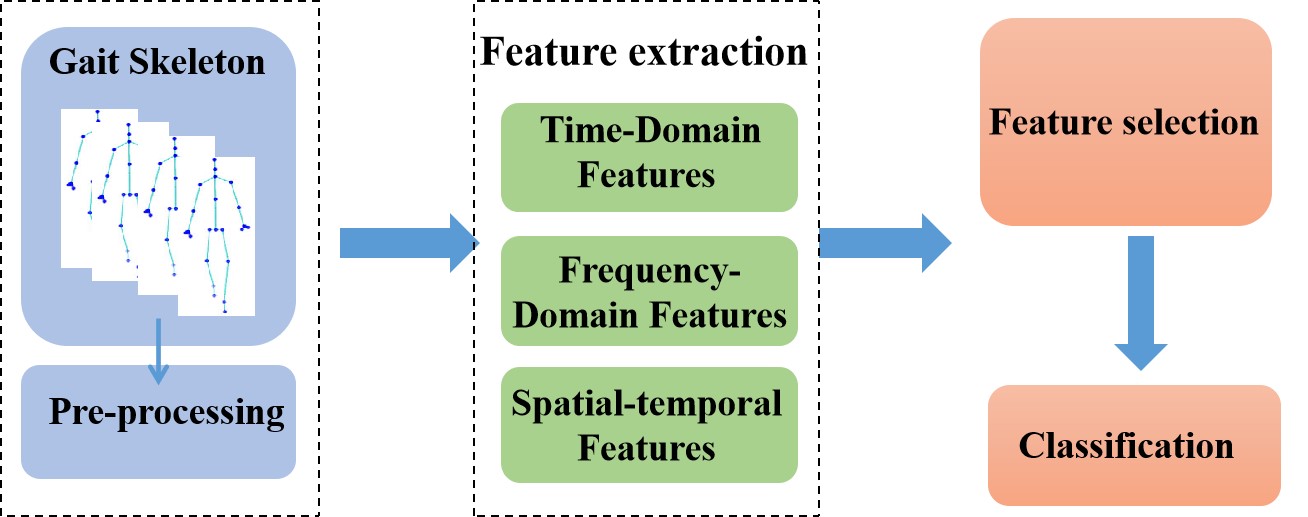 Gait Skeleton
Pre-processing
Feature extraction
Time-Domain
Features
Frequency-
Domain Features
Spatial-temporal
Features
Feature selection
Classification